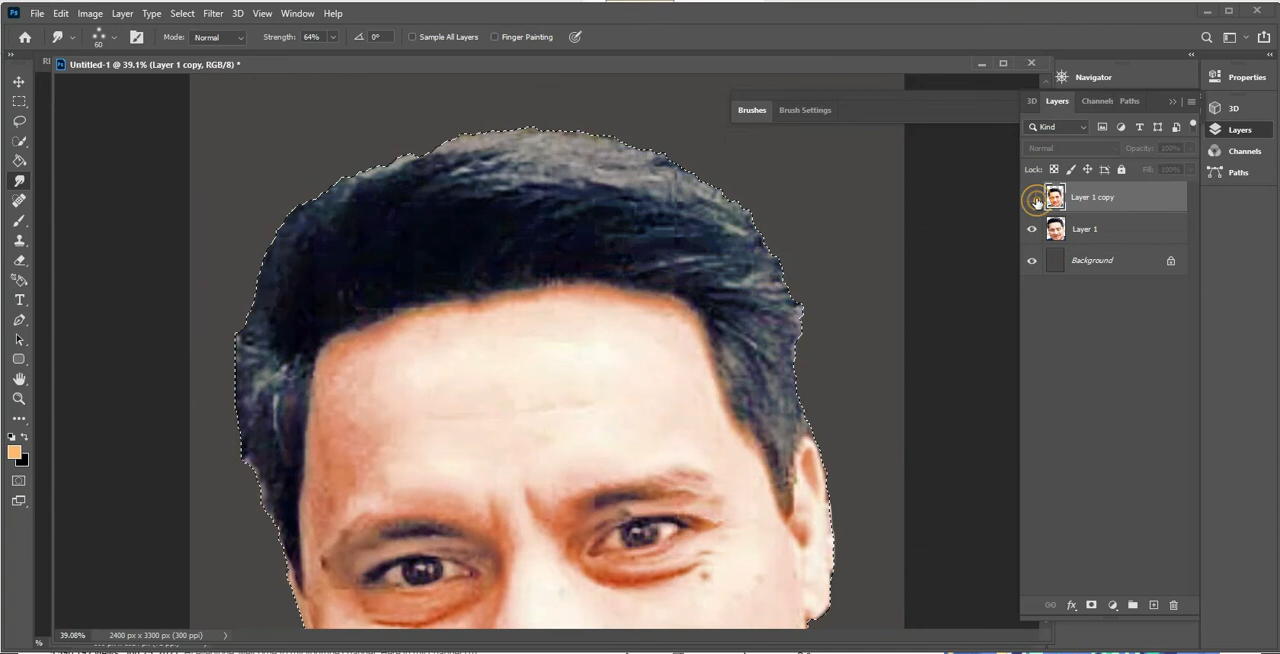 Ps File Edit Image Layer Type Select Filter 3D View Window Help
60 Mode: Normal Strength: 64% 0° Sample All Layers Finger Painting
Untitled-1 @ 39.1% (Layer 1 copy, RGB/8) *
Navigator
Properties
3D Layers Channels Paths
Brushes Brush Settings
3D
Kind
Layers
Normal Opacity: 100%
Channels
Lock: Fill: 100%
Paths
Layer 1 copy
Layer 1
Background
fx
39.08% 2400 px x 3300 px (300 ppi)